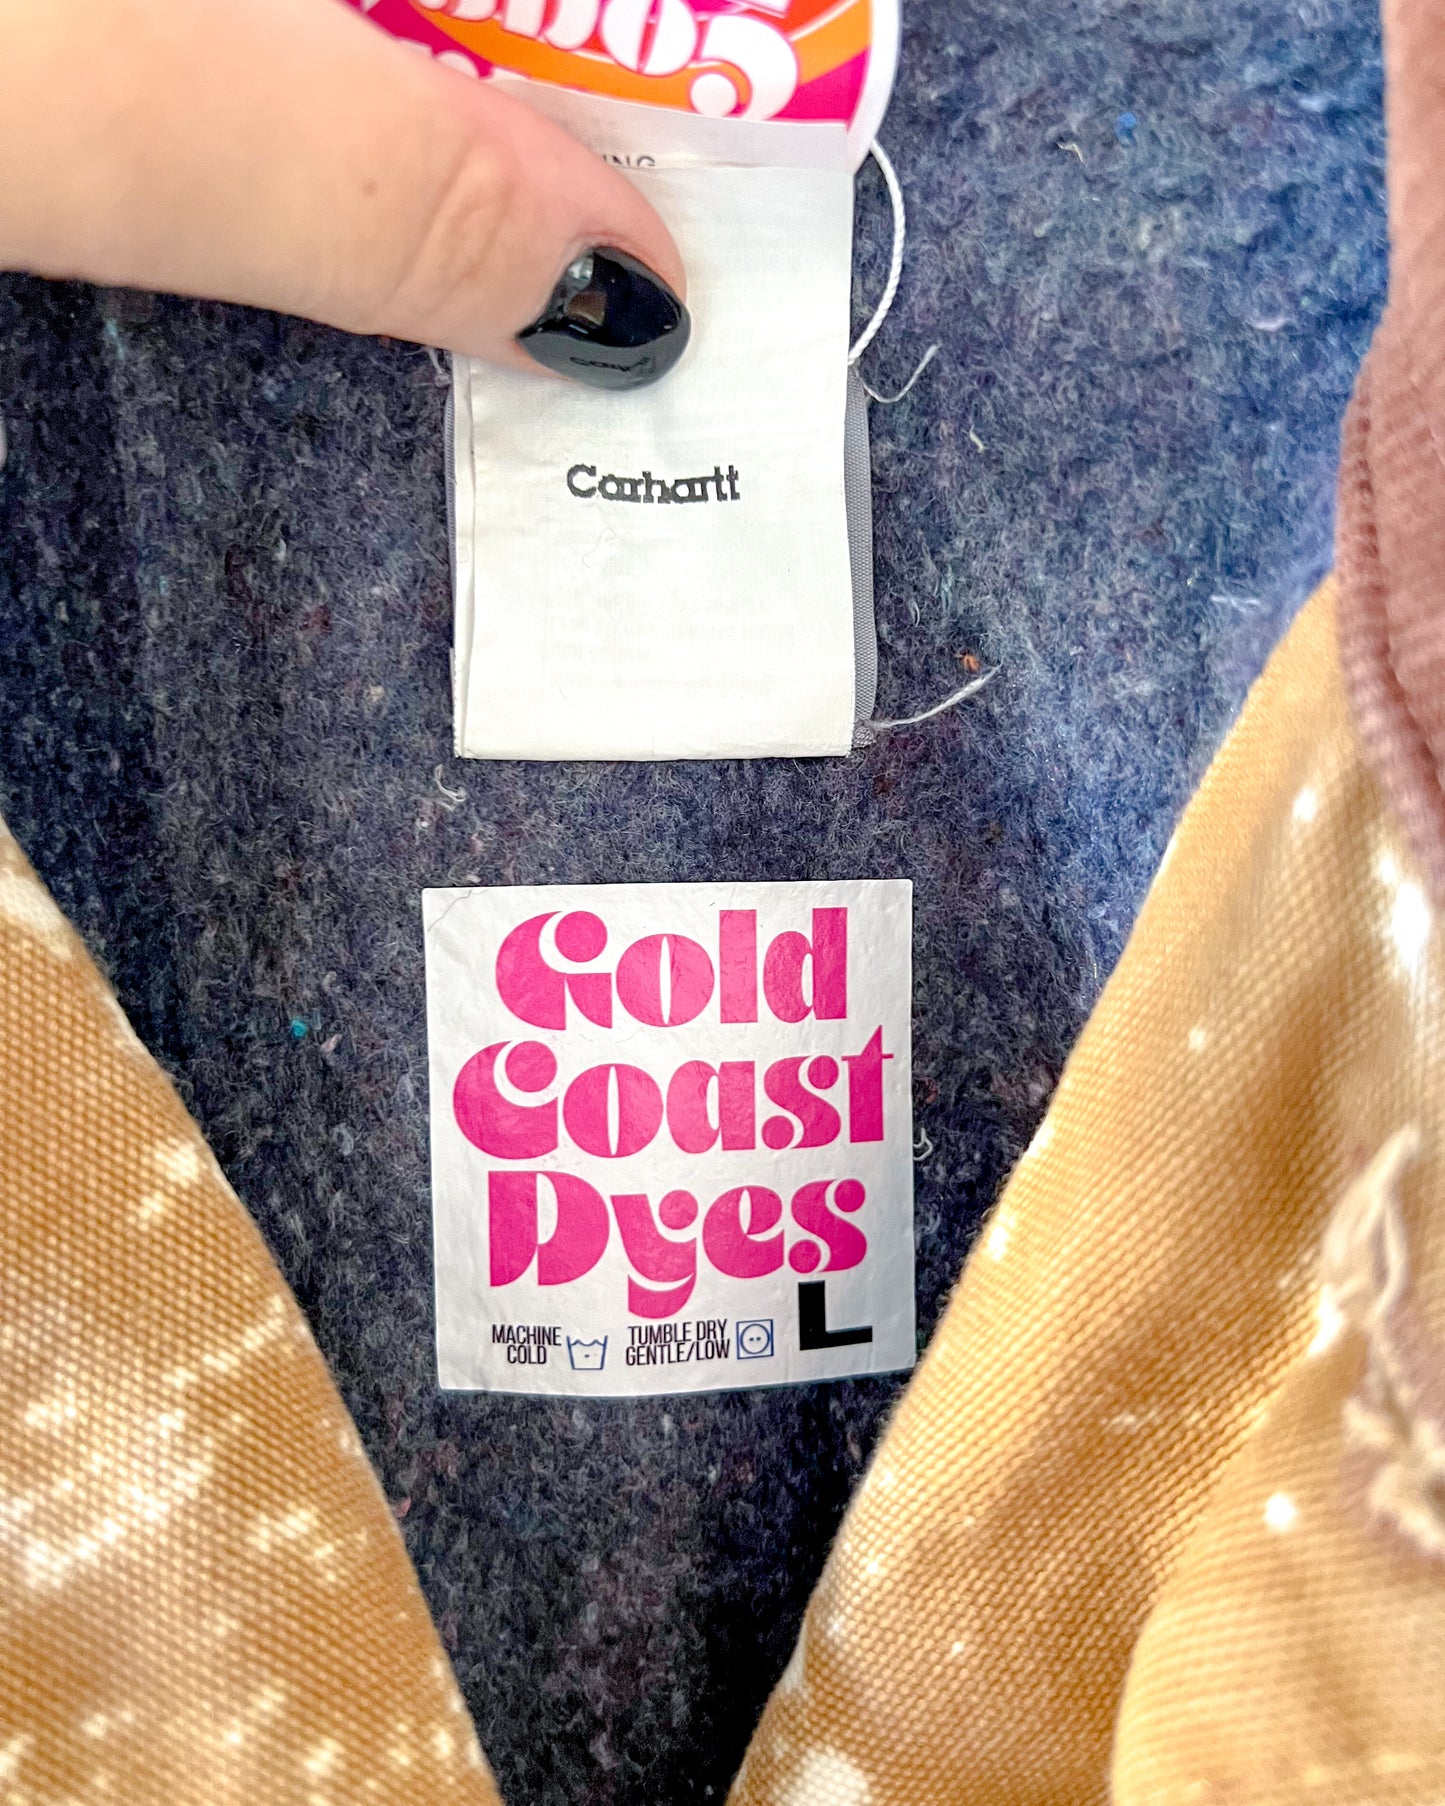 Carhartt
Gold
Coast
Dyes
L
MACHINE
COLD
TUMBLE DRY
GENTLE/LOW